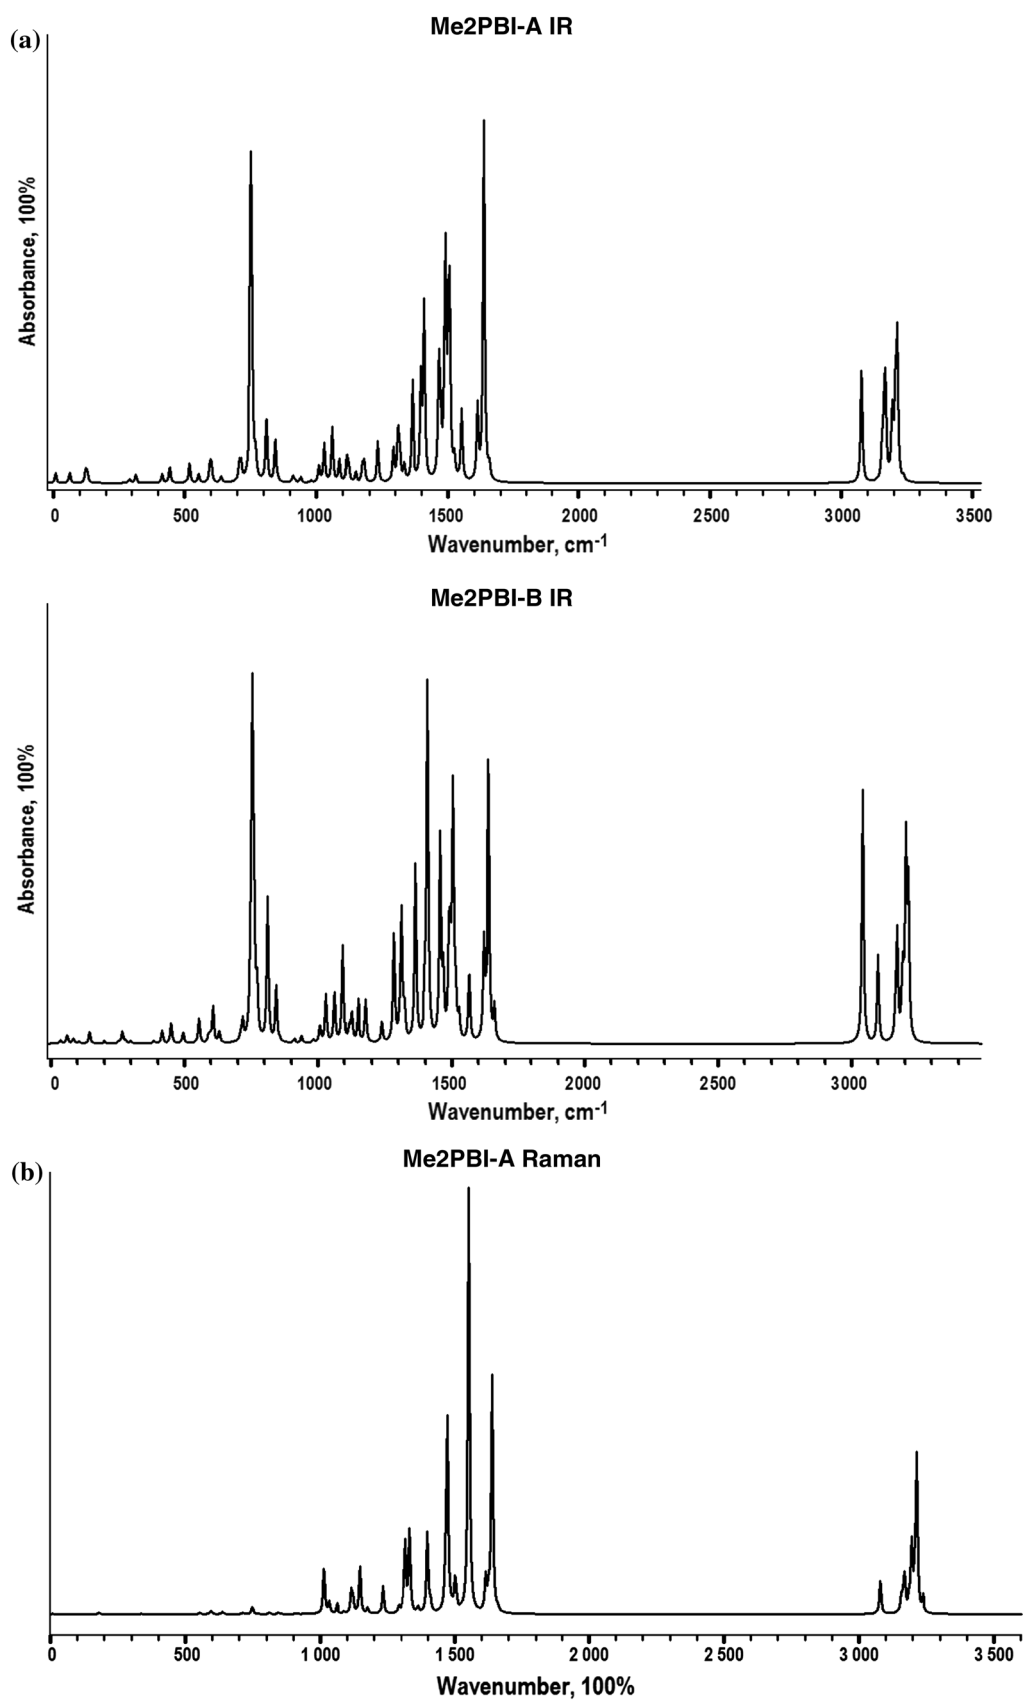 (a)
Me2PBI-A IR
Absorbance, 100%
0 500 1000 1500 2000 2500 3000 3500
Wavenumber, cm-1
Me2PBI-B IR
Absorbance, 100%
0 500 1000 1500 2000 2500 3000
Wavenumber, cm-1
(b)
Me2PBI-A Raman
0 500 1 000 1 500 2 000 2 500 3 000 3 500
Wavenumber, 100%